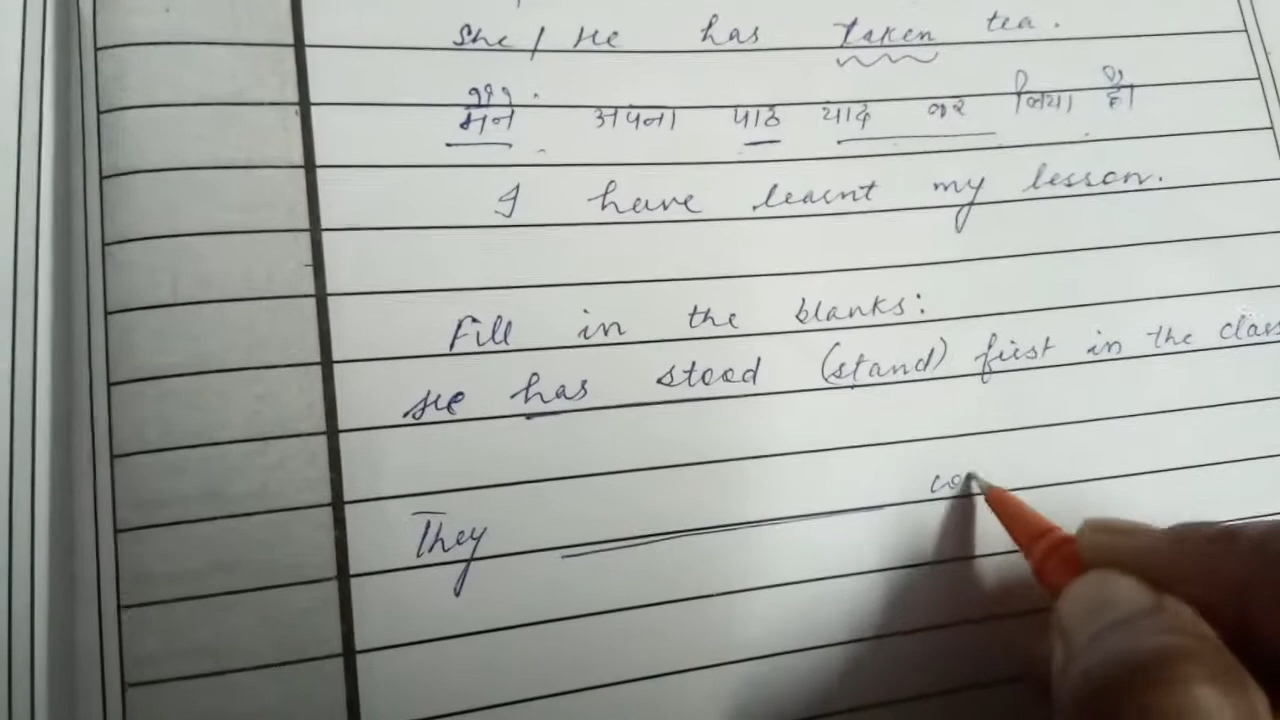 She / He has taken tea.
मैंने अपना पाठ याद कर लिया है।
I have learnt my lesson.
Fill in the blanks:
He has stood (stand) first in the class
They co